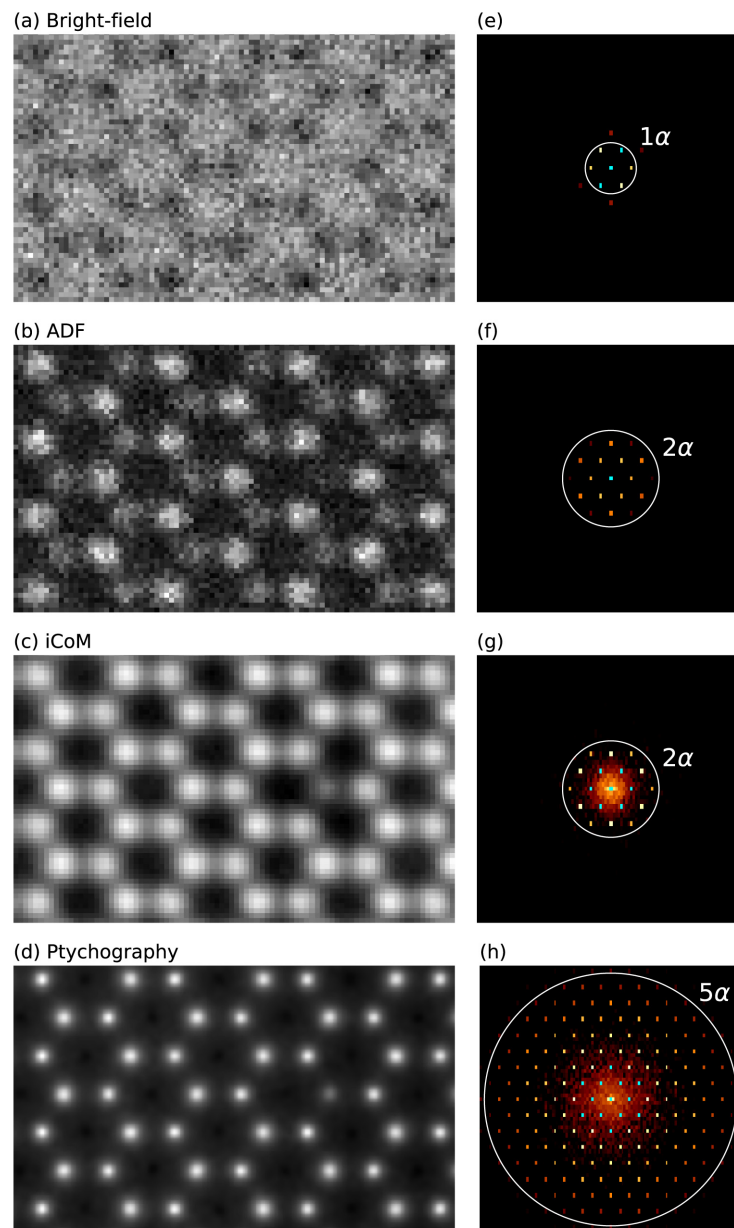 (a) Bright-field
(e)
1α
(b) ADF
(f)
2α
(c) iCoM
(g)
2α
(d) Ptychography
(h)
5α